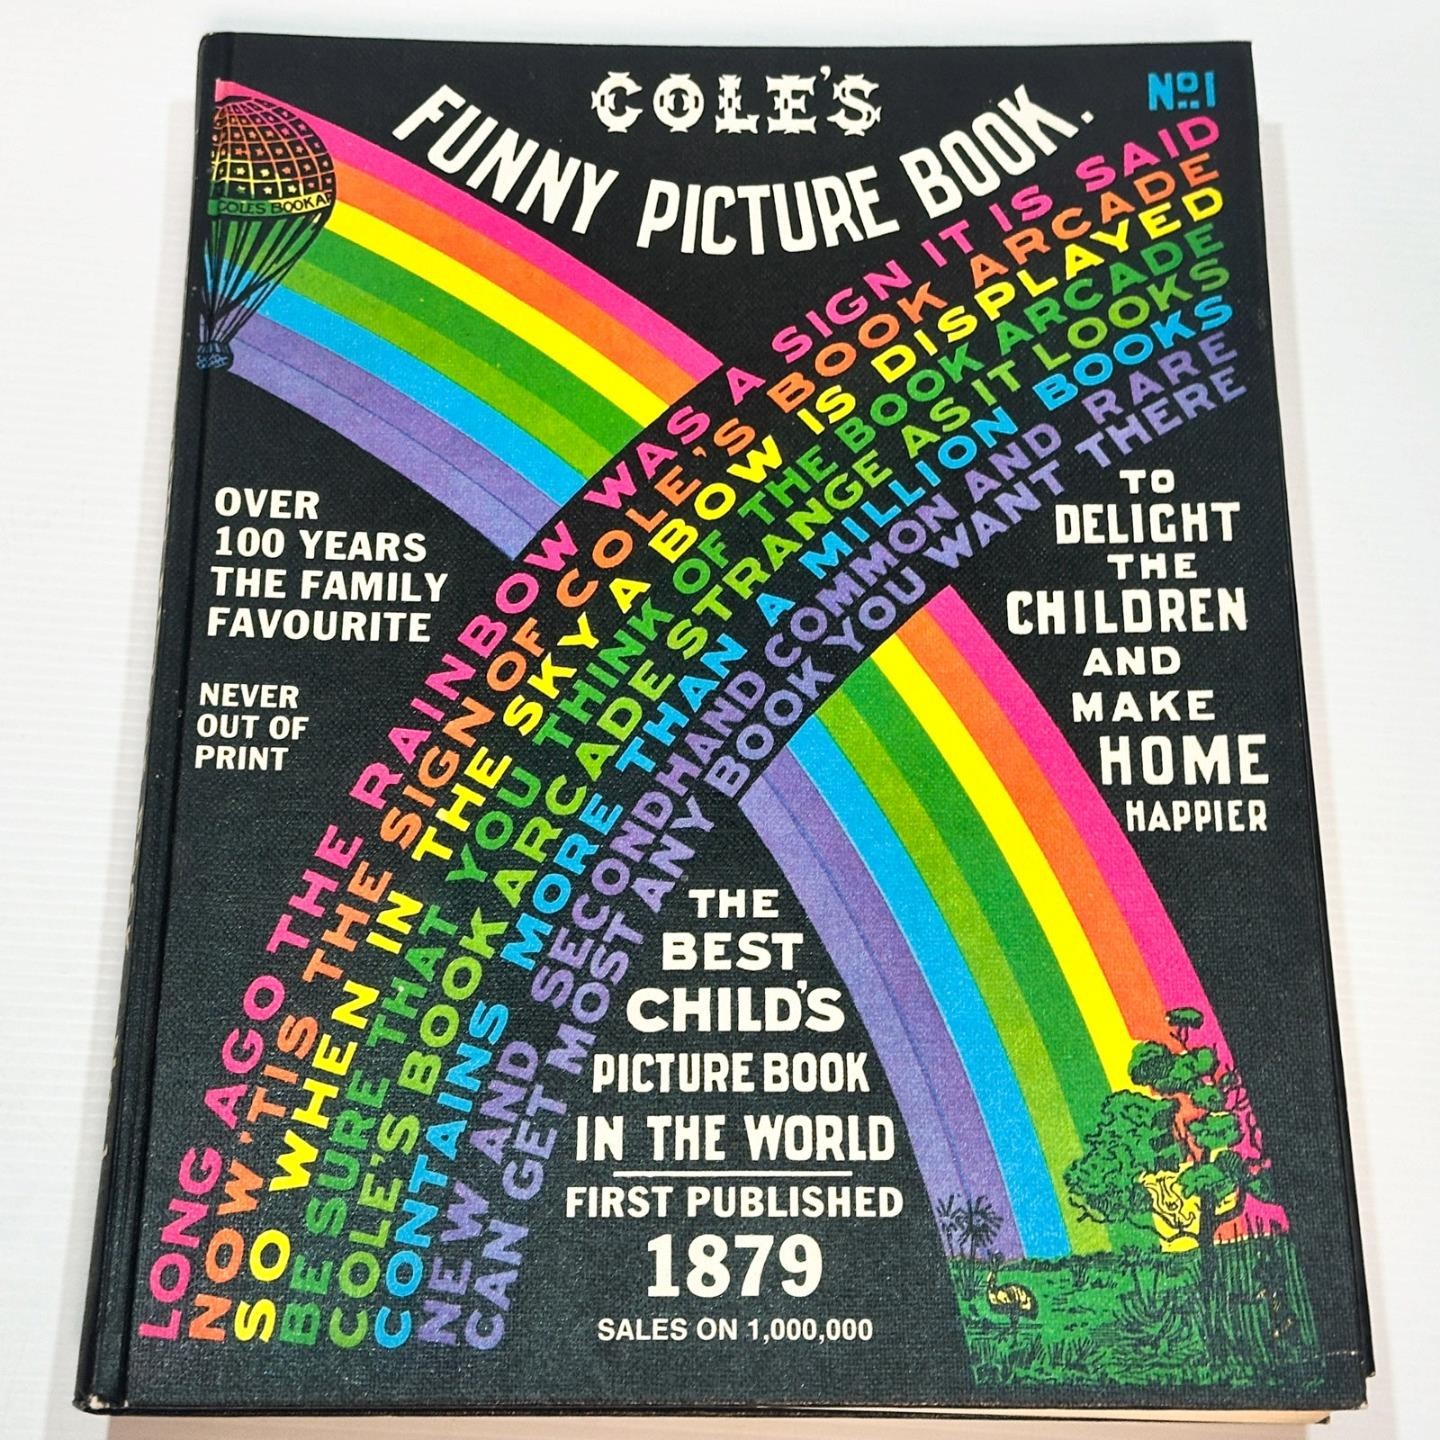 COLE'S
FUNNY PICTURE BOOK.
No. 1
COLES BOOK AR
LONG AGO THE RAINBOW WAS A SIGN IT IS SAID
NOW 'TIS THE SIGN OF COLE'S BOOK ARCADE
SO WHEN IN THE SKY A BOW IS DISPLAYED
BE SURE THAT YOU THINK OF THE BOOK ARCADE
COLE'S BOOK ARCADE STRANGE AS IT LOOKS
CONTAINS MORE THAN A MILLION BOOKS
NEW AND SECONDHAND COMMON AND RARE
CAN GET MOST ANY BOOK YOU WANT THERE
OVER
100 YEARS
THE FAMILY
FAVOURITE
NEVER
OUT OF
PRINT
TO
DELIGHT
THE
CHILDREN
AND
MAKE
HOME
HAPPIER
THE
BEST
CHILD'S
PICTURE BOOK
IN THE WORLD
FIRST PUBLISHED
1879
SALES ON 1,000,000